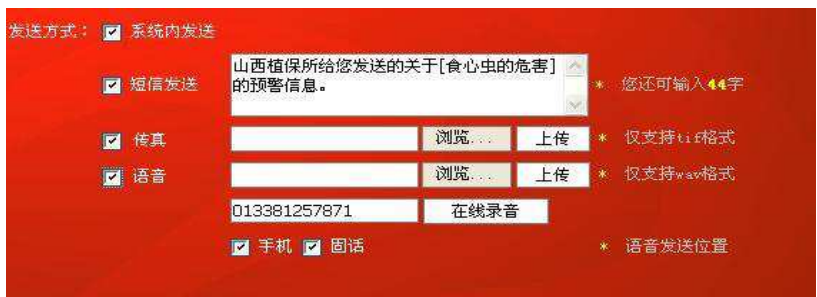 发送方式： 系统内发送
短信发送 山西植保所给您发送的关于[食心虫的危害] * 您还可输入44字
的预警信息。
传真 浏览... 上传 * 仅支持tif格式
语音 浏览... 上传 * 仅支持wav格式
013381257871 在线录音
手机 固话 * 语音发送位置